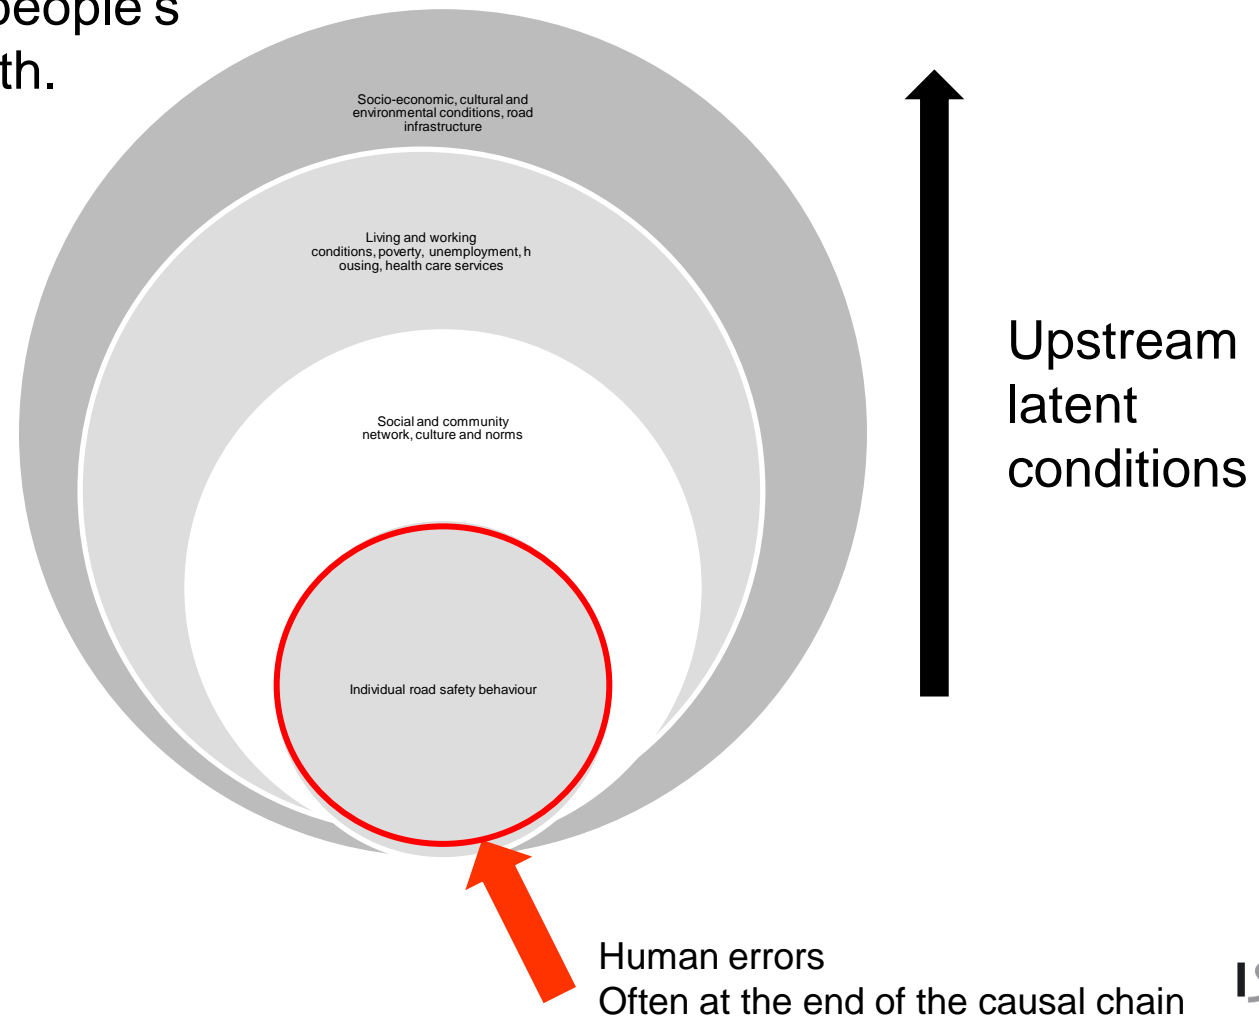 people's
th.
Socio-economic, cultural and
environmental conditions, road
infrastructure
Living and working
conditions, poverty, unemployment, h
ousing, health care services
Social and community
network, culture and norms
Individual road safety behaviour
Upstream
latent
conditions
Human errors
Often at the end of the causal chain